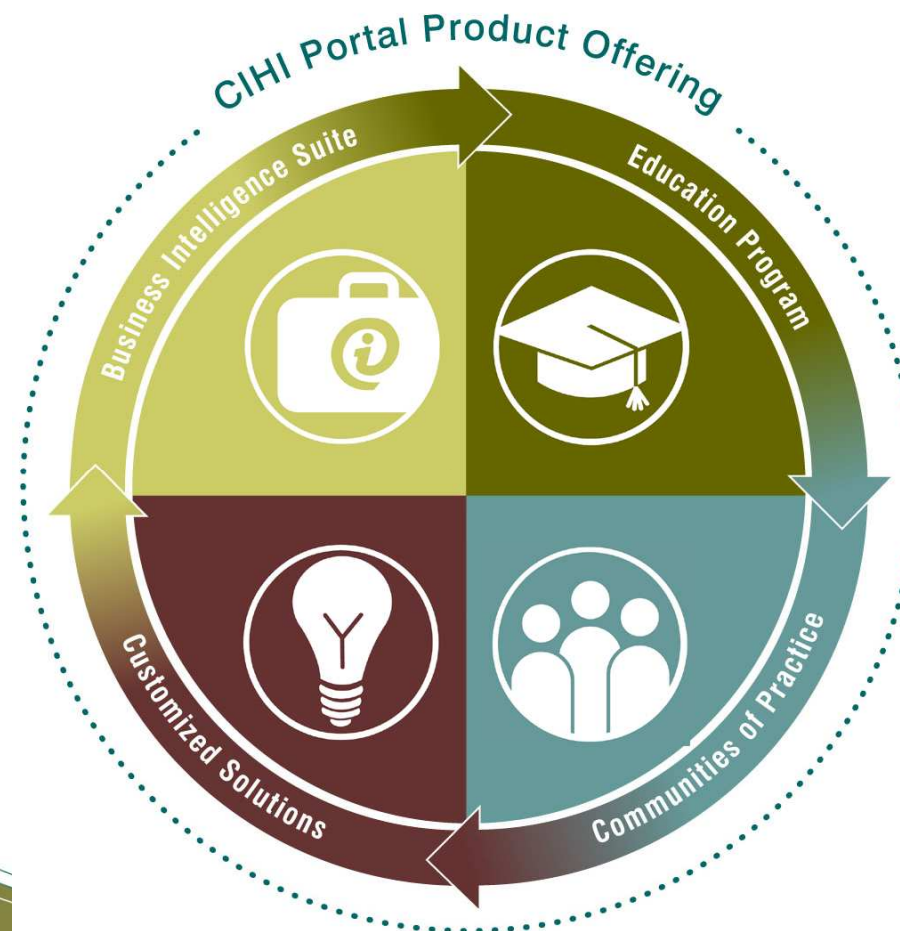 CIHI Portal Product Offering
Business Intelligence Suite
Education Program
Customized Solutions
Communities of Practice
i